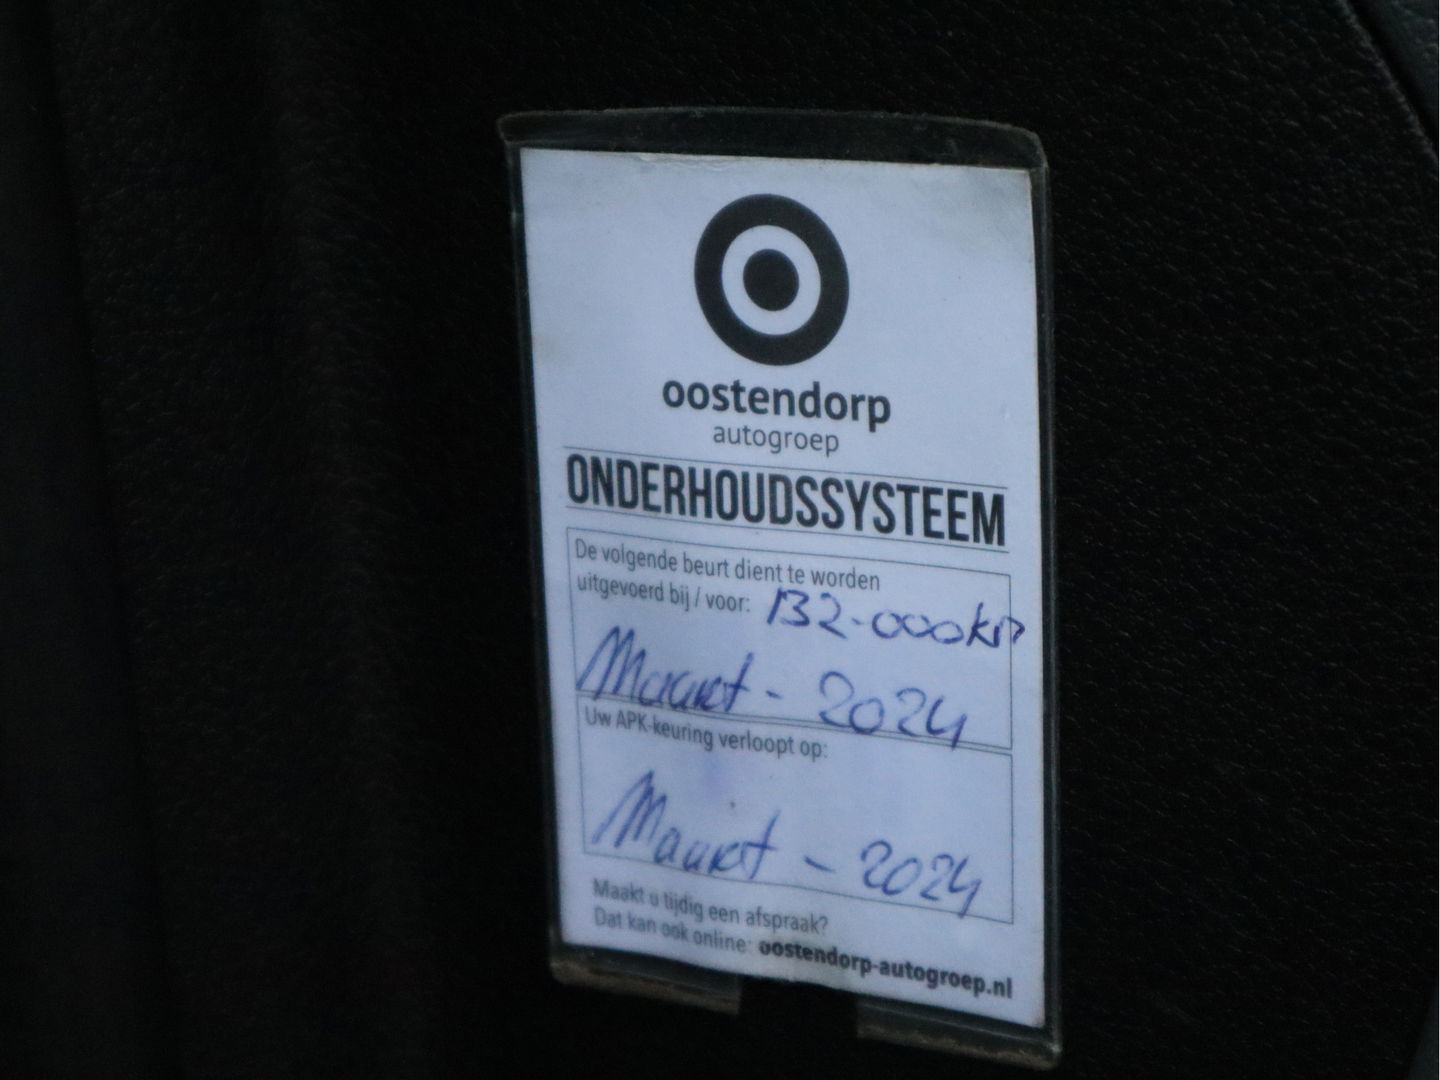 oostendorp
autogroep
ONDERHOUDSSYSTEEM
De volgende beurt dient te worden
uitgevoerd bij / voor: 132.000km
Maart - 2024
Uw APK-keuring verloopt op:
Maart - 2024
Maakt u tijdig een afspraak?
Dat kan ook online: oostendorp-autogroep.nl